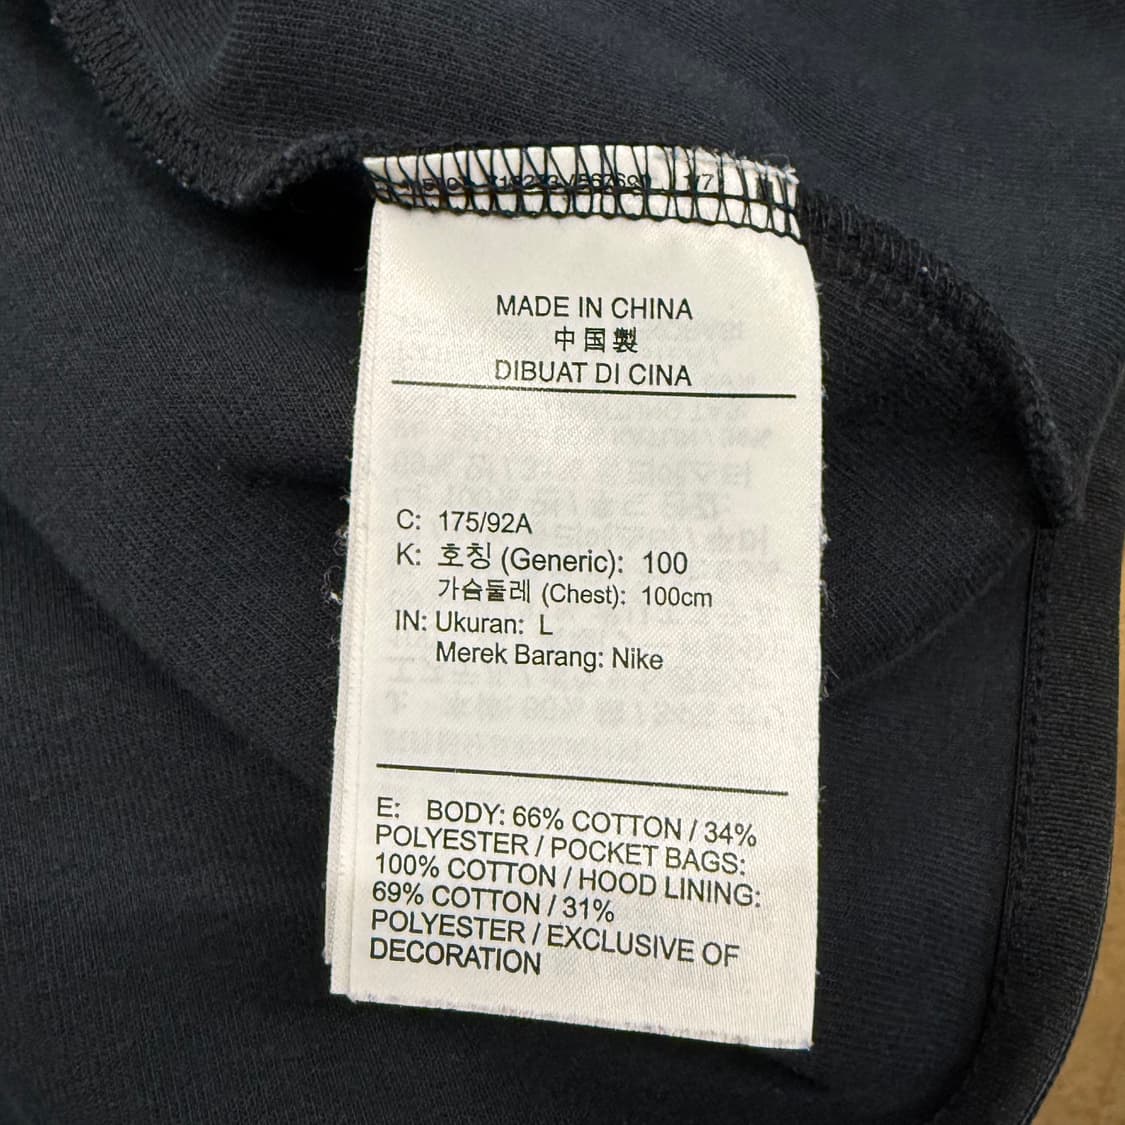 MADE IN CHINA
中国製
DIBUAT DI CINA
C: 175/92A
K: 호칭 (Generic): 100
가슴둘레 (Chest): 100cm
IN: Ukuran: L
Merek Barang: Nike
E: BODY: 66% COTTON / 34%
POLYESTER / POCKET BAGS:
100% COTTON / HOOD LINING:
69% COTTON / 31%
POLYESTER / EXCLUSIVE OF
DECORATION